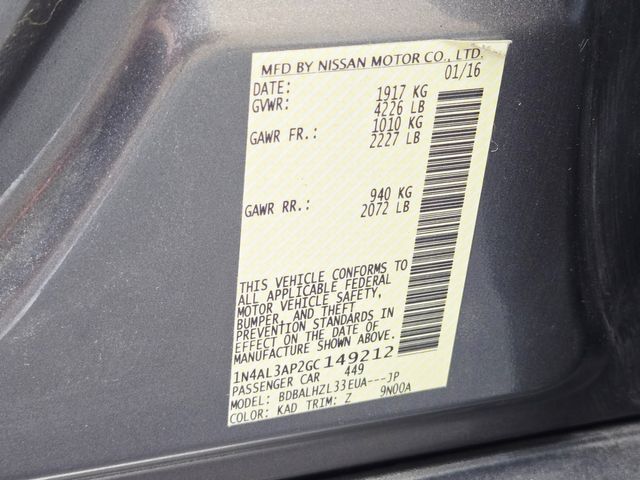 MFD BY NISSAN MOTOR CO., LTD.
DATE: 01/16
GVWR: 1917 KG
4226 LB
GAWR FR.: 1010 KG
2227 LB
GAWR RR.: 940 KG
2072 LB
THIS VEHICLE CONFORMS TO
ALL APPLICABLE FEDERAL
MOTOR VEHICLE SAFETY,
BUMPER, AND THEFT
PREVENTION STANDARDS IN
EFFECT ON THE DATE OF
MANUFACTURE SHOWN ABOVE.
1N4AL3AP2GC149212
PASSENGER CAR 449
MODEL: BDBALHZL33EUA---JP
COLOR: KAD TRIM: Z 9N00A